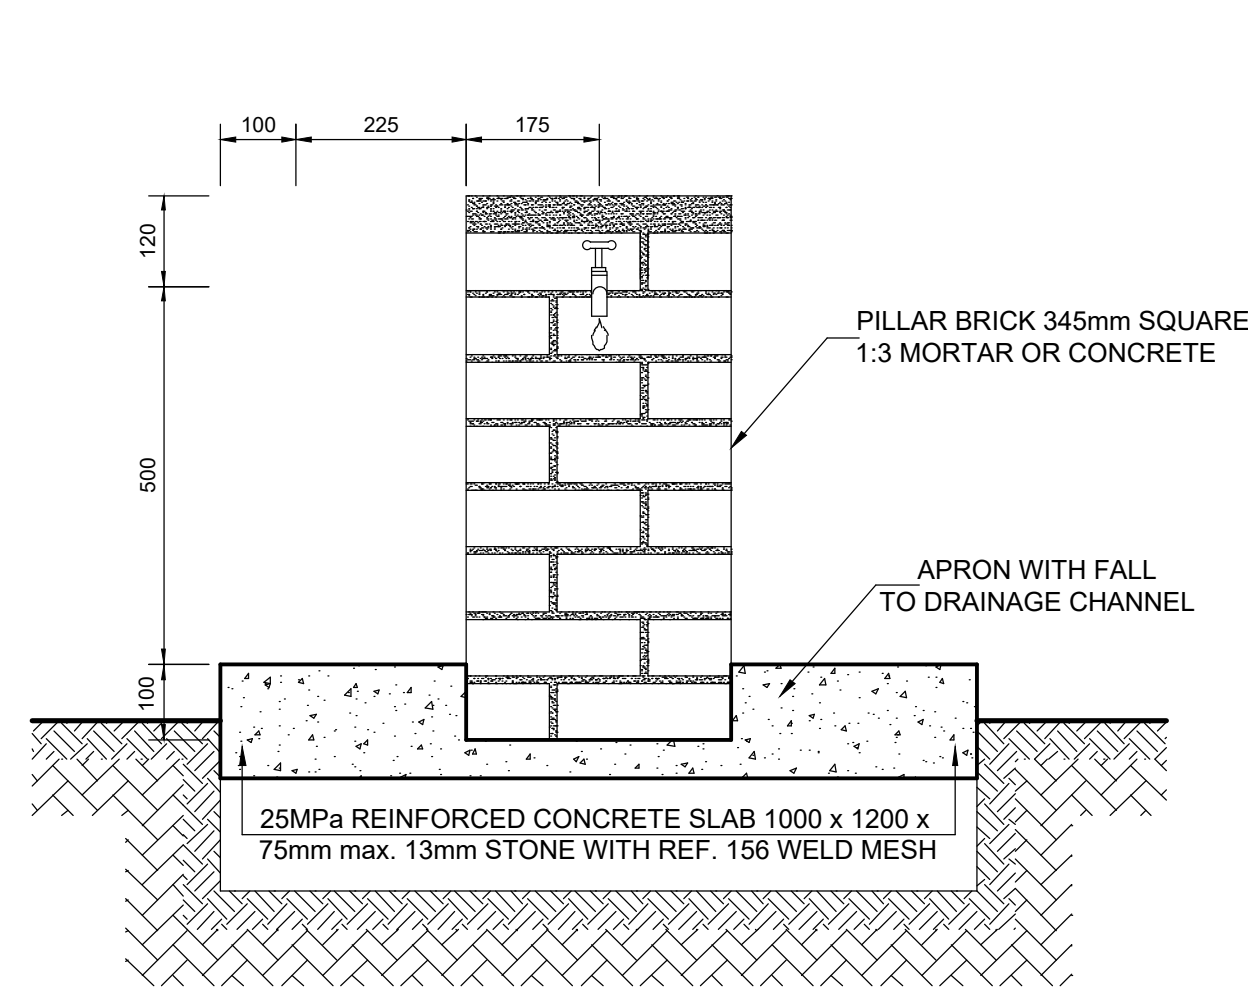 100
225
175
120
500
100
PILLAR BRICK 345mm SQUARE
1:3 MORTAR OR CONCRETE
APRON WITH FALL
TO DRAINAGE CHANNEL
25MPa REINFORCED CONCRETE SLAB 1000 x 1200 x
75mm max. 13mm STONE WITH REF. 156 WELD MESH